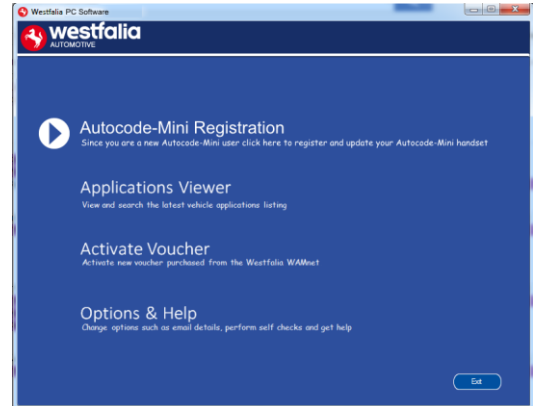 Westfalia PC Software
westfalia
AUTOMOTIVE
Autocode-Mini Registration
Since you are a new Autocode-Mini user click here to register and update your Autocode-Mini handset
Applications Viewer
View and search the latest vehicle applications listing
Activate Voucher
Activate new voucher purchased from the Westfalia WAMnet
Options & Help
Change options such as email details, perform self checks and get help
Exit